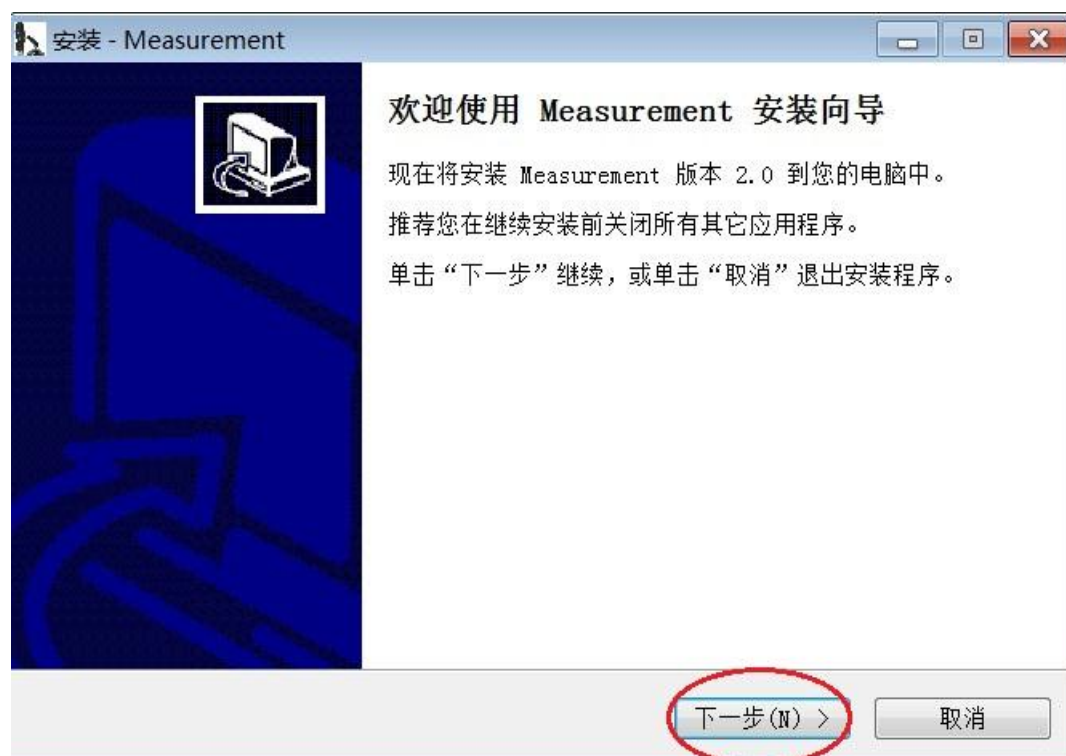 安装 - Measurement
欢迎使用 Measurement 安装向导
现在将安装 Measurement 版本 2.0 到您的电脑中。
推荐您在继续安装前关闭所有其它应用程序。
单击“下一步”继续，或单击“取消”退出安装程序。
下一步(N) >
取消